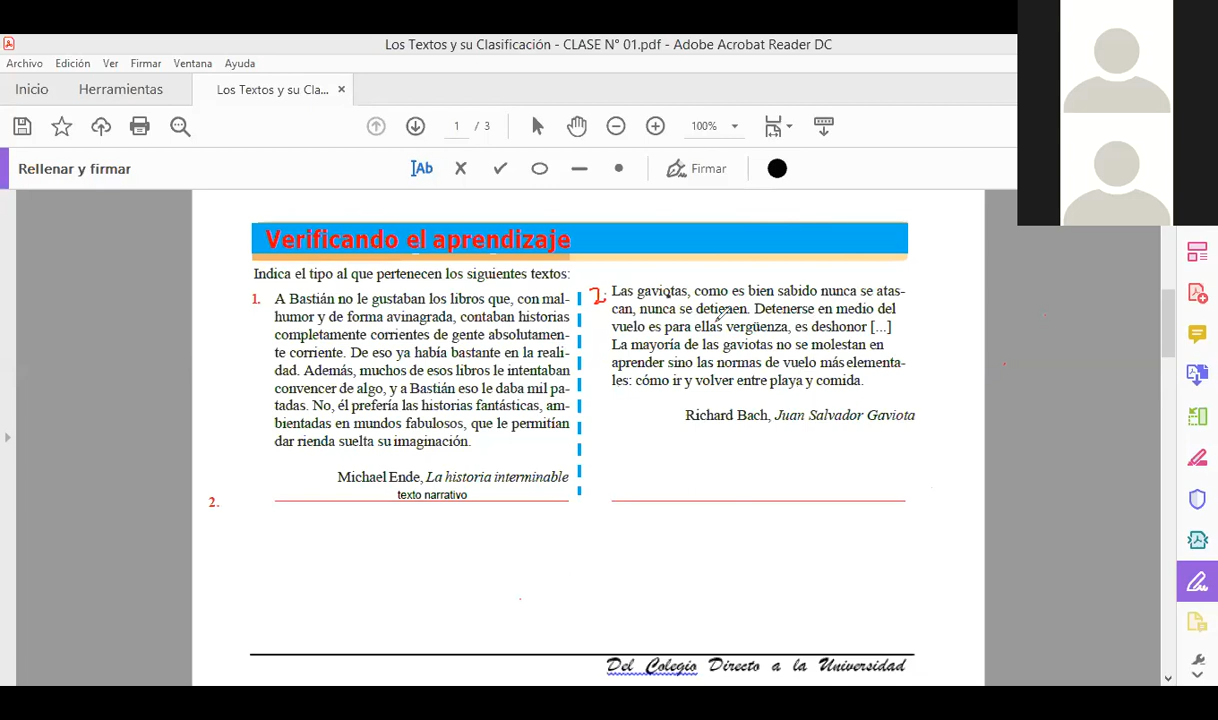 Los Textos y su Clasificación - CLASE N° 01.pdf - Adobe Acrobat Reader DC
Archivo Edición Ver Firmar Ventana Ayuda
Inicio Herramientas Los Textos y su Cla... ×
1 / 3 100%
Rellenar y firmar Ab Firmar
Verificando el aprendizaje
Indica el tipo al que pertenecen los siguientes textos:
1. A Bastián no le gustaban los libros que, con mal-
humor y de forma avinagrada, contaban historias
completamente corrientes de gente absolutamen-
te corriente. De eso ya había bastante en la reali-
dad. Además, muchos de esos libros le intentaban
convencer de algo, y a Bastián eso le daba mil pa-
tadas. No, él prefería las historias fantásticas, am-
bientadas en mundos fabulosos, que le permitían
dar rienda suelta su imaginación.
Michael Ende, La historia interminable
texto narrativo
2.
2. Las gaviotas, como es bien sabido nunca se atas-
can, nunca se detienen. Detenerse en medio del
vuelo es para ellas vergüenza, es deshonor [...]
La mayoría de las gaviotas no se molestan en
aprender sino las normas de vuelo más elementa-
les: cómo ir y volver entre playa y comida.
Richard Bach, Juan Salvador Gaviota
Del Colegio Directo a la Universidad